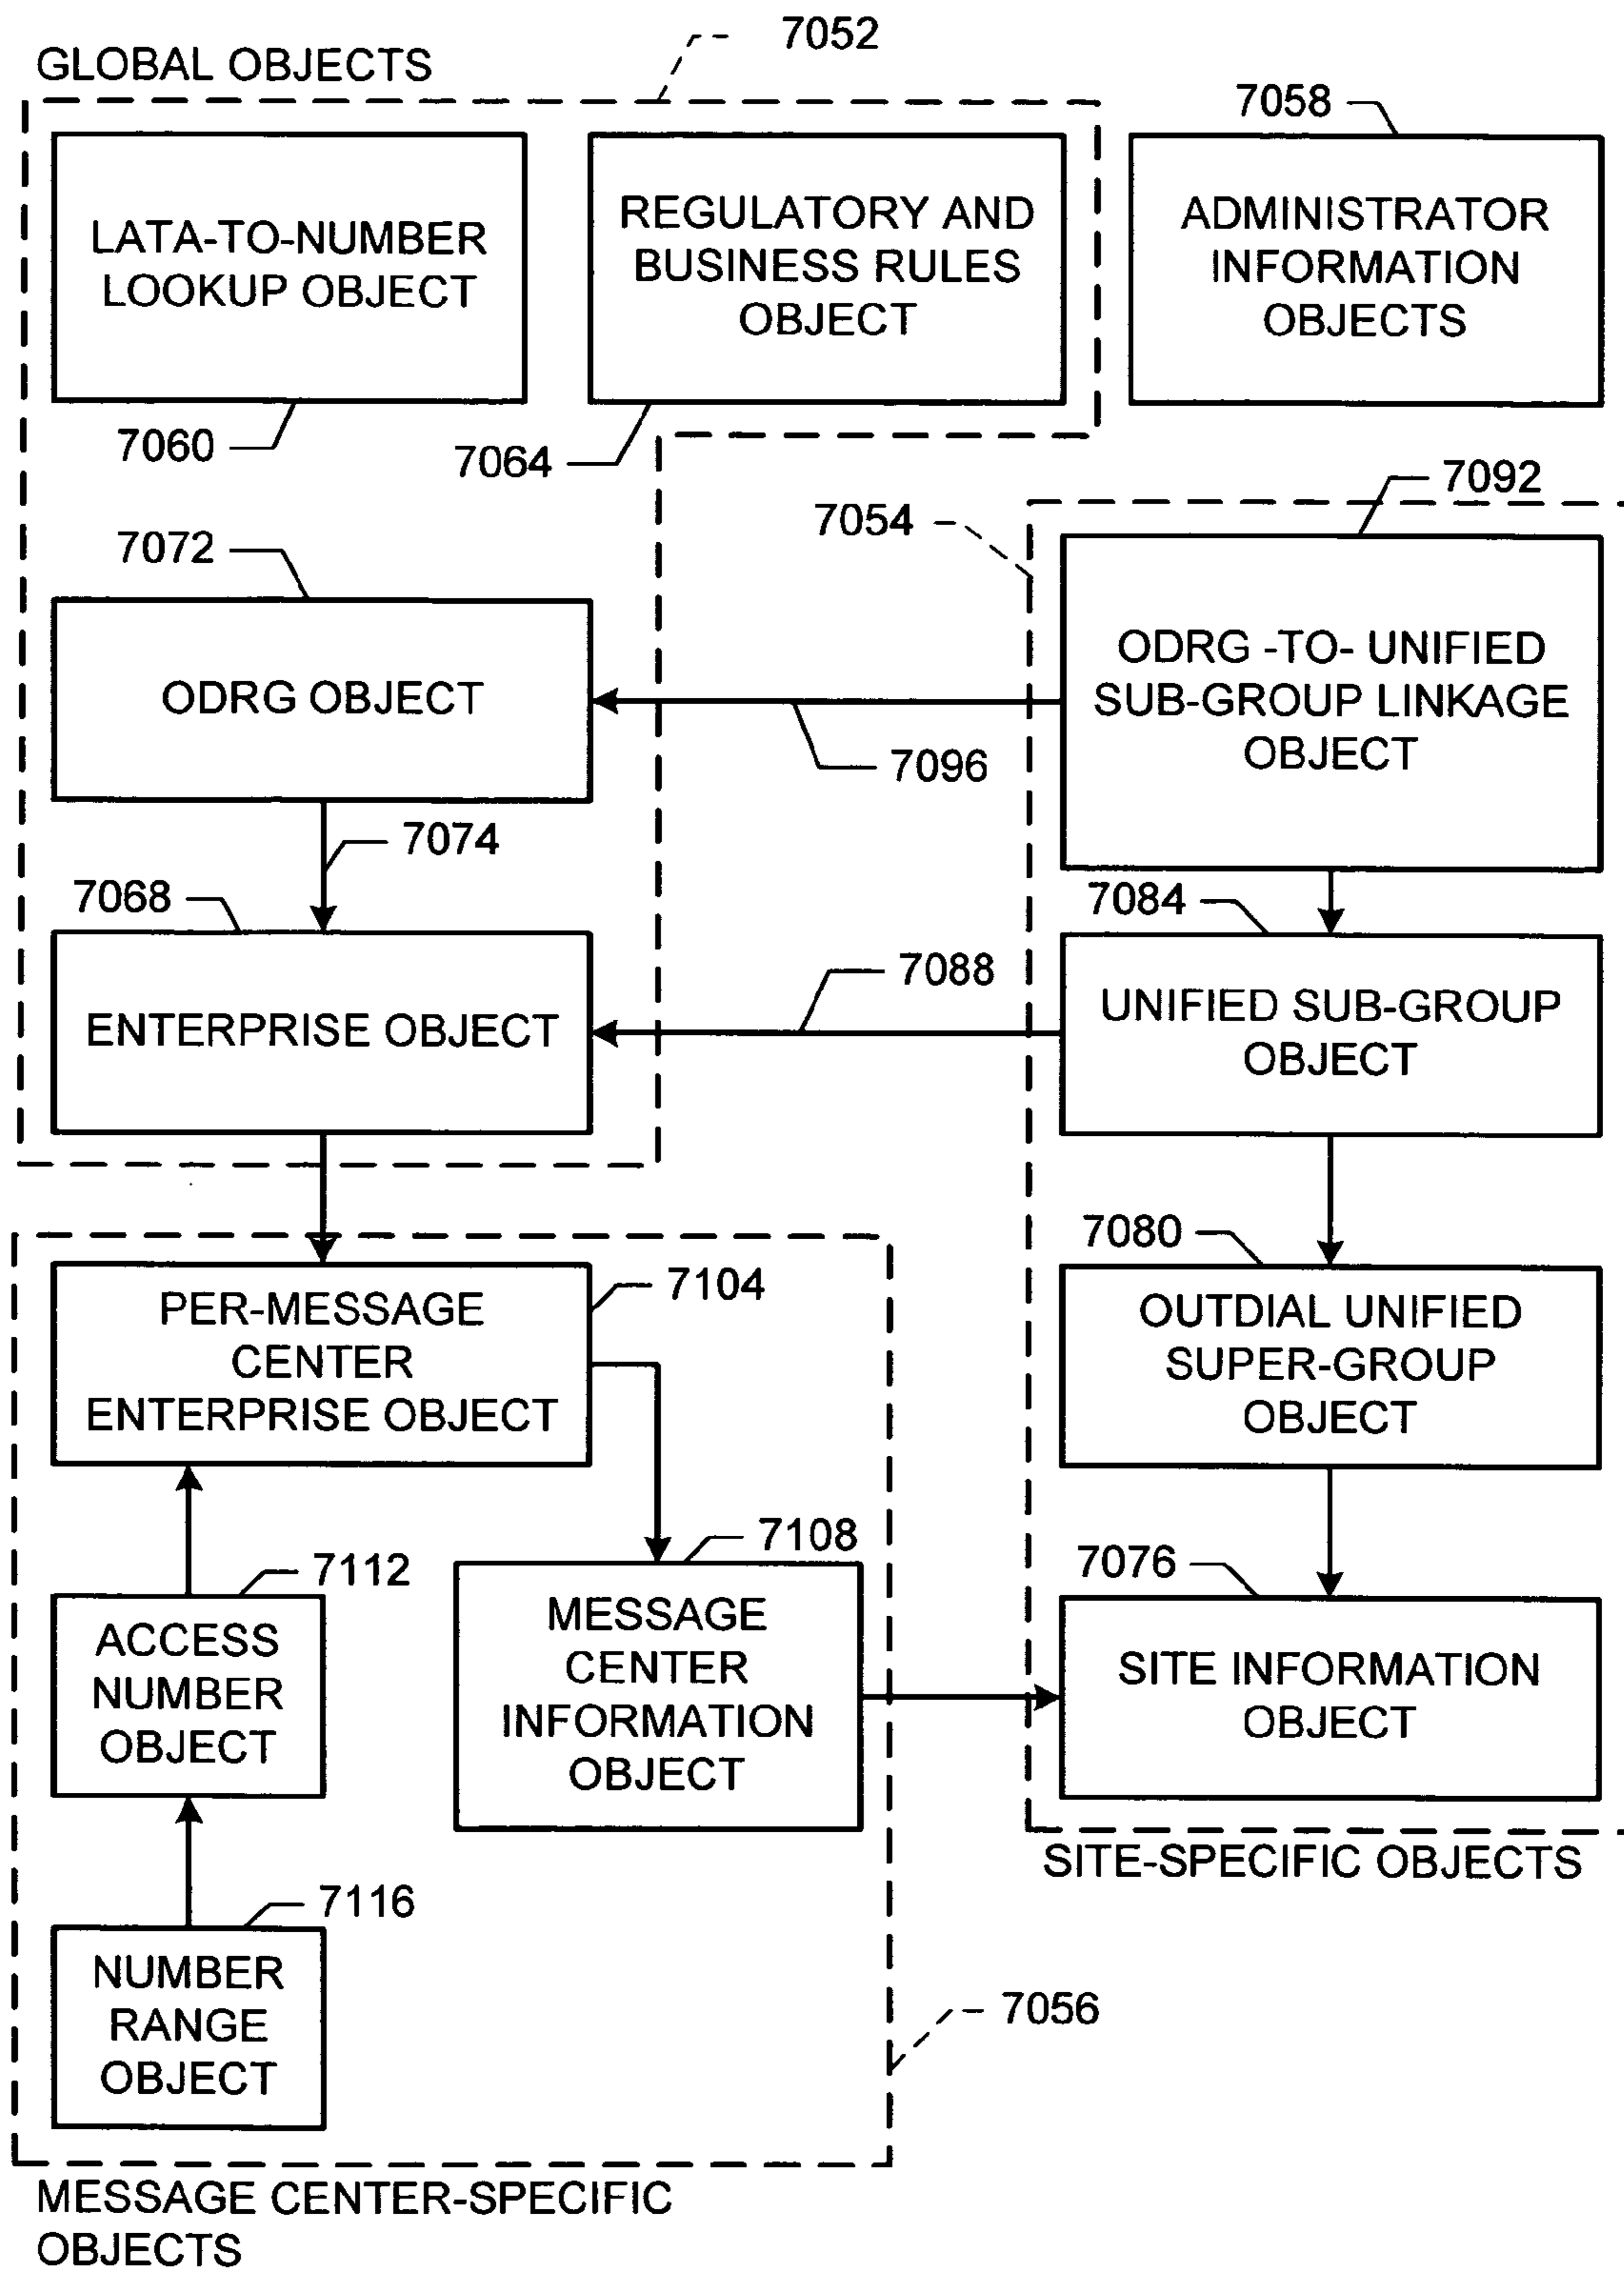 7052
GLOBAL OBJECTS
7058
LATA-TO-NUMBER
LOOKUP OBJECT
REGULATORY AND
BUSINESS RULES
OBJECT
ADMINISTRATOR
INFORMATION
OBJECTS
7060
7064
7092
7054
7072
ODRG OBJECT
ODRG -TO- UNIFIED
SUB-GROUP LINKAGE
OBJECT
7096
7074
7068
7084
7088
ENTERPRISE OBJECT
UNIFIED SUB-GROUP
OBJECT
7080
7104
PER-MESSAGE
CENTER
ENTERPRISE OBJECT
OUTDIAL UNIFIED
SUPER-GROUP
OBJECT
7108
7112
7076
ACCESS
NUMBER
OBJECT
MESSAGE
CENTER
INFORMATION
OBJECT
SITE INFORMATION
OBJECT
SITE-SPECIFIC OBJECTS
7116
NUMBER
RANGE
OBJECT
7056
MESSAGE CENTER-SPECIFIC
OBJECTS